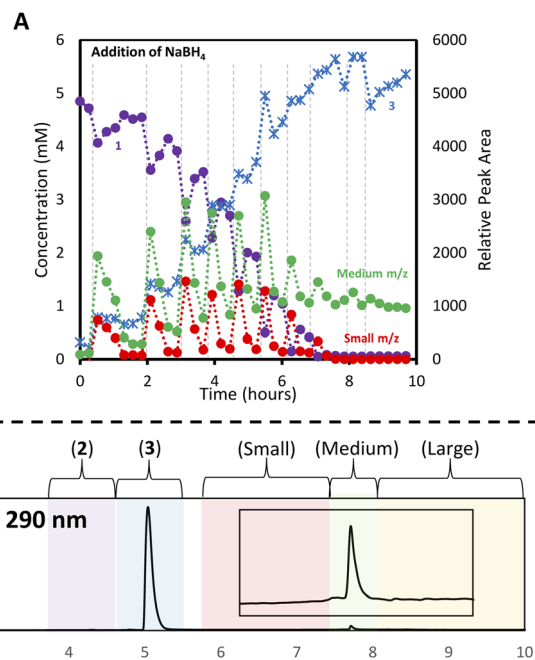 A
Addition of NaBH4
6
5
4
3
2
1
0
Concentration (mM)
6000
5000
4000
3000
2000
1000
0
Relative Peak Area
1
3
Medium m/z
Small m/z
0 2 4 6 8 10
Time (hours)
(2) (3) (Small) (Medium) (Large)
290 nm
4 5 6 7 8 9 10